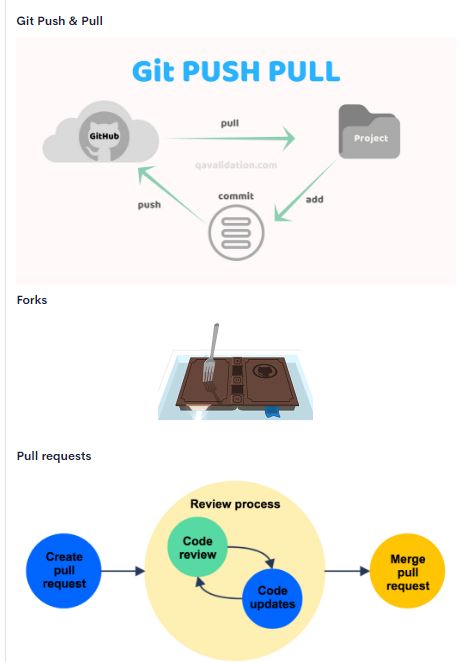 Git Push & Pull
Git PUSH PULL
GitHub
pull
Project
qavalidation.com
push
commit
add
Forks
Pull requests
Review process
Create
pull
request
Code
review
Code
updates
Merge
pull
request